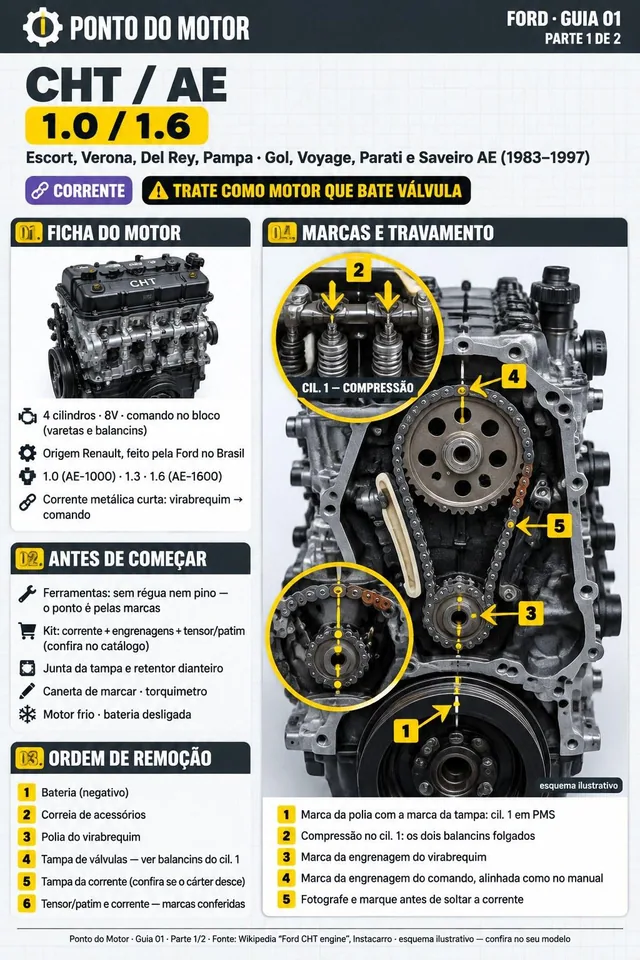 PONTO DO MOTOR
FORD · GUIA 01
PARTE 1 DE 2
CHT / AE
1.0 / 1.6
Escort, Verona, Del Rey, Pampa · Gol, Voyage, Parati e Saveiro AE (1983–1997)
CORRENTE
TRATE COMO MOTOR QUE BATE VÁLVULA
01. FICHA DO MOTOR
CHT
4 cilindros · 8V · comando no bloco
(varetas e balancins)
Origem Renault, feito pela Ford no Brasil
1.0 (AE-1000) · 1.3 · 1.6 (AE-1600)
Corrente metálica curta: virabrequim →
comando
02. ANTES DE COMEÇAR
Ferramentas: sem régua nem pino —
o ponto é pelas marcas
Kit: corrente + engrenagens + tensor/patim
(confira no catálogo)
Junta da tampa e retentor dianteiro
Caneta de marcar · torquimetro
Motor frio · bateria desligada
03. ORDEM DE REMOÇÃO
1 Bateria (negativo)
2 Correia de acessórios
3 Polia do virabrequim
4 Tampa de válvulas — ver balancins do cil. 1
5 Tampa da corrente (confira se o cárter desce)
6 Tensor/patim e corrente — marcas conferidas
04. MARCAS E TRAVAMENTO
2
CIL. 1 – COMPRESSÃO
4
5
3
1
esquema ilustrativo
1 Marca da polia com a marca da tampa: cil. 1 em PMS
2 Compressão no cil. 1: os dois balancins folgados
3 Marca da engrenagem do virabrequim
4 Marca da engrenagem do comando, alinhada como no manual
5 Fotografe e marque antes de soltar a corrente
Ponto do Motor · Guia 01 · Parte 1/2 · Fonte: Wikipedia "Ford CHT engine", Instacarro · esquema ilustrativo — confira no seu modelo